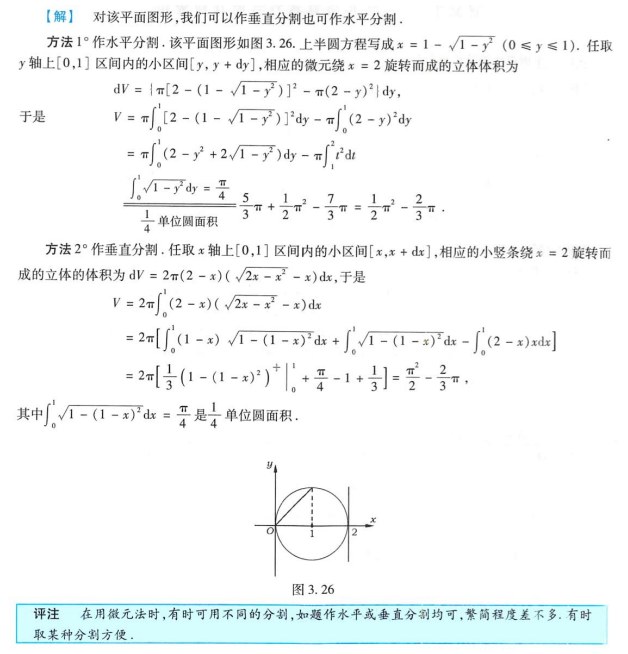 【解】 对该平面图形,我们可以作垂直分割也可作水平分割.
方法1° 作水平分割.该平面图形如图3.26.上半圆方程写成 x = 1 - √(1 - y²) (0 ≤ y ≤ 1). 任取
y 轴上[0,1]区间内的小区间[y, y + dy],相应的微元绕 x = 2 旋转而成的立体体积为
dV = {π[2 - (1 - √(1 - y²))]² - π(2 - y)²}dy,
于是 V = π∫₀¹[2 - (1 - √(1 - y²))]²dy - π∫₀¹(2 - y)²dy
= π∫₀¹(2 - y² + 2√(1 - y²))dy - π∫₁²t²dt
∫₀¹√(1 - y²)dy = π/4
1/4 单位圆面积
5/3 π + 1/2 π² - 7/3 π = 1/2 π² - 2/3 π .
方法2° 作垂直分割.任取 x 轴上[0,1]区间内的小区间[x,x + dx],相应的小竖条绕 x = 2 旋转而
成的立体的体积为 dV = 2π(2 - x)(√(2x - x²) - x)dx,于是
V = 2π∫₀¹(2 - x)(√(2x - x²) - x)dx
= 2π[∫₀¹(1 - x)√(1 - (1 - x)²)dx + ∫₀¹√(1 - (1 - x)²)dx - ∫₀¹(2 - x)xdx]
= 2π[1/3 (1 - (1 - x)²) |₀¹ + π/4 - 1 + 1/3] = π²/2 - 2/3 π,
其中∫₀¹√(1 - (1 - x)²)dx = π/4 是 1/4 单位圆面积.
y
x
O
1
2
图 3.26
评注 在用微元法时,有时可用不同的分割,如题作水平或垂直分割均可,繁简程度差不多.有时
取某种分割方便.